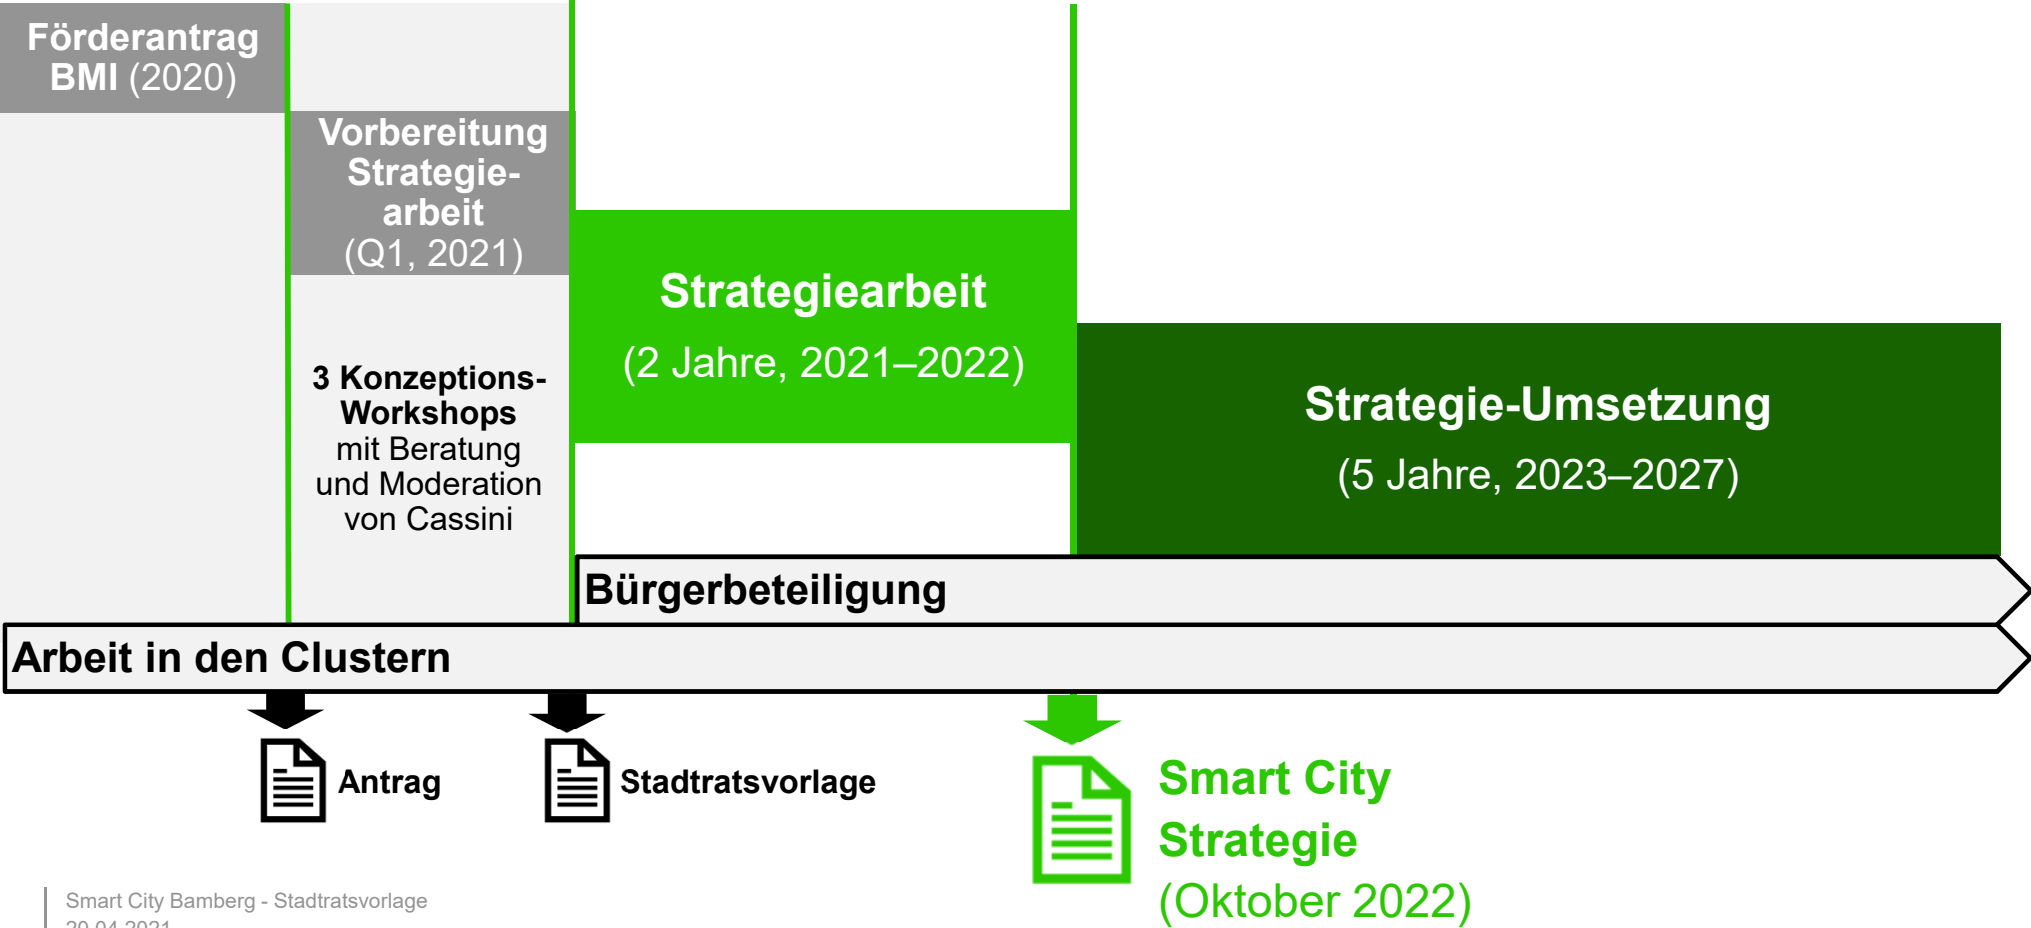 Förderantrag
BMI (2020)
Vorbereitung
Strategie-
arbeit
(Q1, 2021)
3 Konzeptions-
Workshops
mit Beratung
und Moderation
von Cassini
Strategiearbeit
(2 Jahre, 2021–2022)
Strategie-Umsetzung
(5 Jahre, 2023–2027)
Bürgerbeteiligung
Arbeit in den Clustern
Antrag
Stadtratsvorlage
Smart City
Strategie
(Oktober 2022)
Smart City Bamberg - Stadtratsvorlage